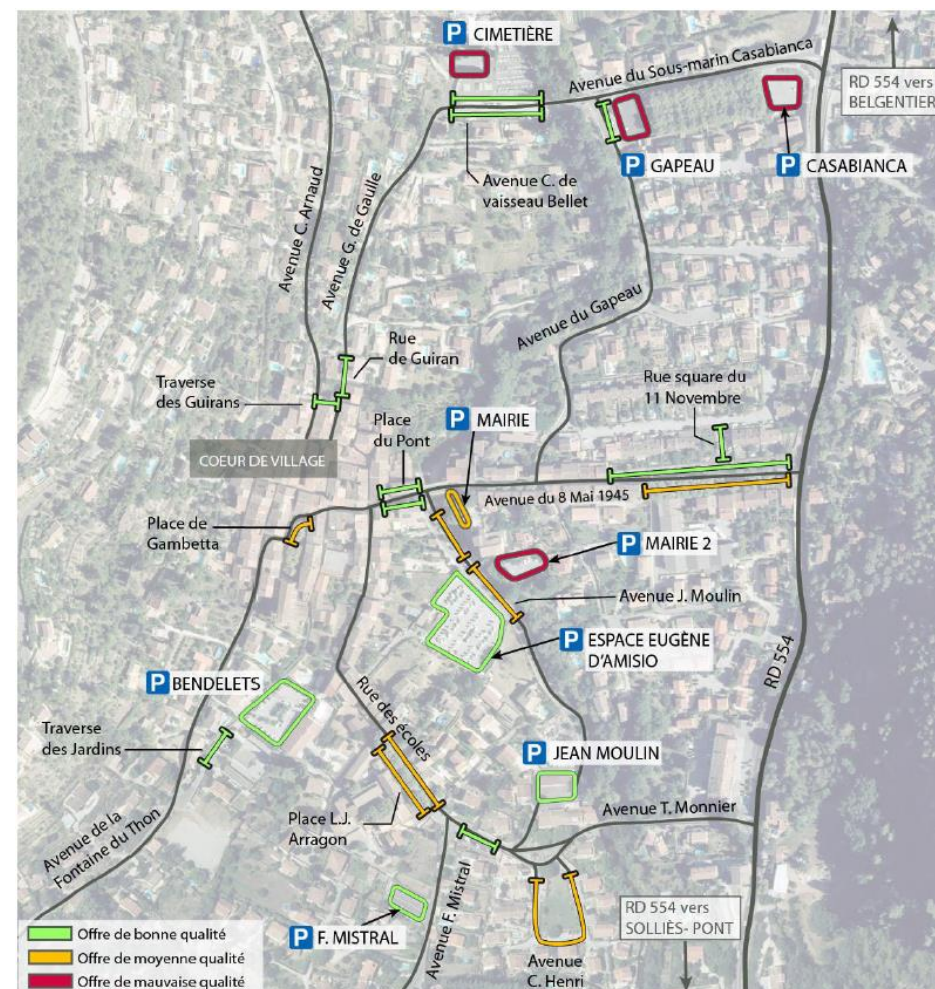 P CIMETIÈRE
Avenue du Sous-marin Casabianca
RD 554 vers
BELGENTIER
P GAPEAU
P CASABIANCA
Avenue C. de
vaisseau Bellet
Avenue C. Arnaud
Avenue G. de Gaulle
Avenue du Gapeau
Rue
de Guiran
Traverse
des Guirans
Rue square du
11 Novembre
Place
du Pont
P MAIRIE
COEUR DE VILLAGE
Avenue du 8 Mai 1945
Place de
Gambetta
P MAIRIE 2
Avenue J. Moulin
P ESPACE EUGÈNE
D'AMISIO
RD 554
P BENDELETS
Rue des écoles
Traverse
des Jardins
P JEAN MOULIN
Avenue T. Monnier
Place L.J.
Arragon
Avenue de la
Fontaine du Thon
Avenue F. Mistral
P F. MISTRAL
RD 554 vers
SOLLIÈS- PONT
Avenue
C. Henri
Offre de bonne qualité
Offre de moyenne qualité
Offre de mauvaise qualité